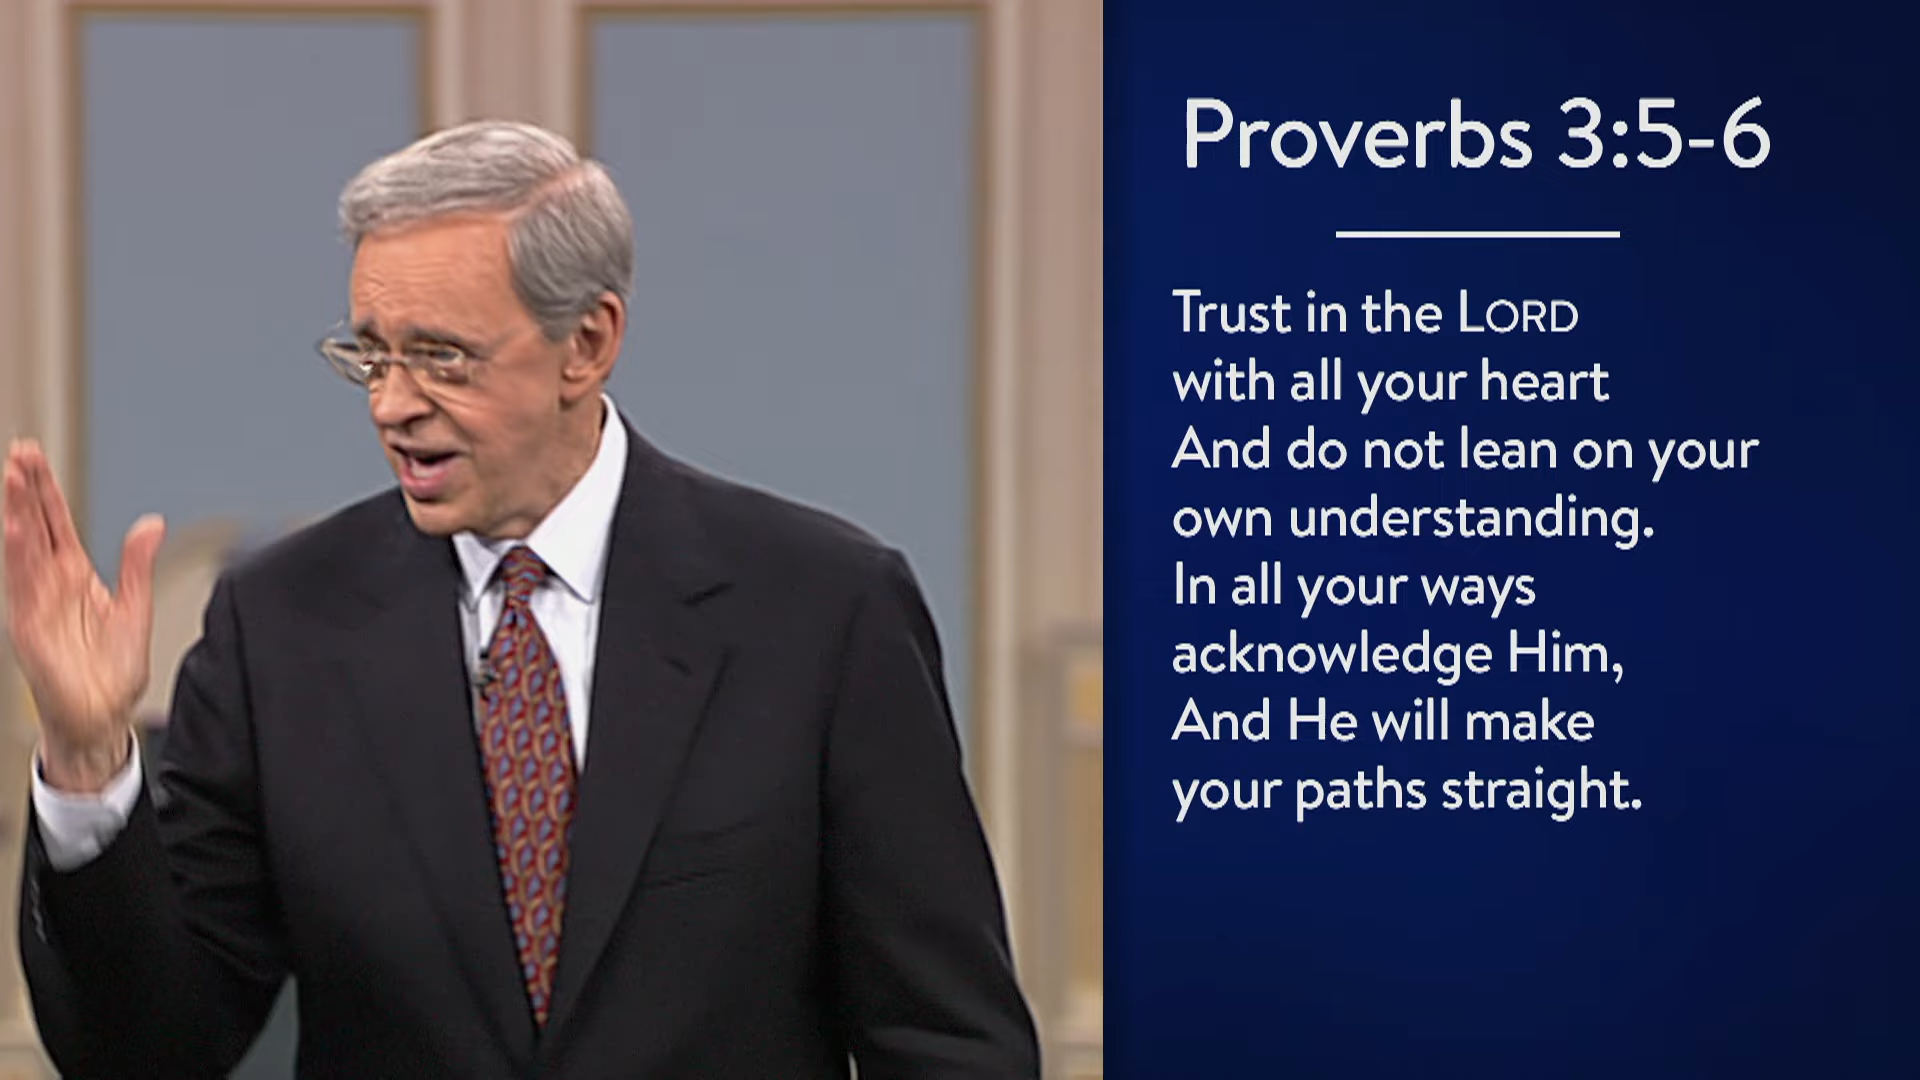 Proverbs 3:5-6
Trust in the LORD
with all your heart
And do not lean on your
own understanding.
In all your ways
acknowledge Him,
And He will make
your paths straight.